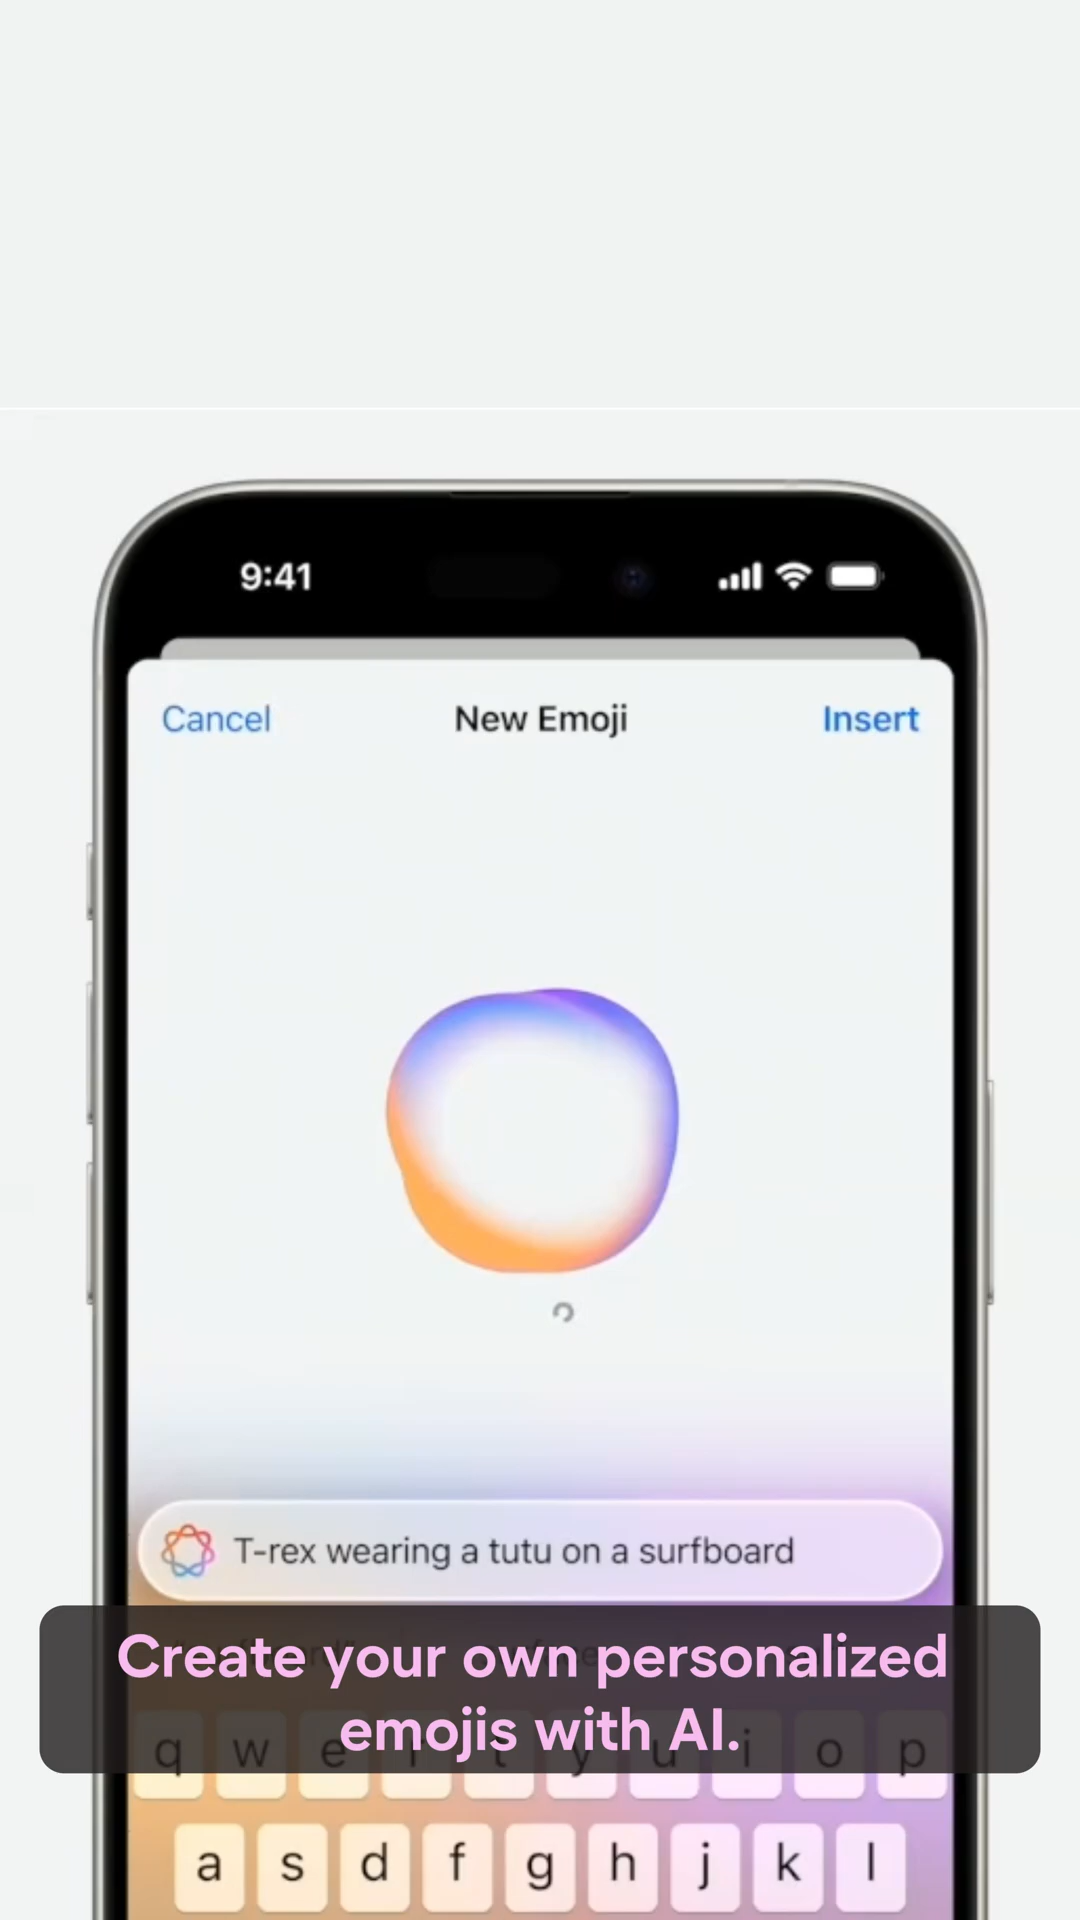 9:41
Cancel New Emoji Insert
T-rex wearing a tutu on a surfboard
Create your own personalized
emojis with AI.
q w e r t y u i o p
a s d f g h j k l